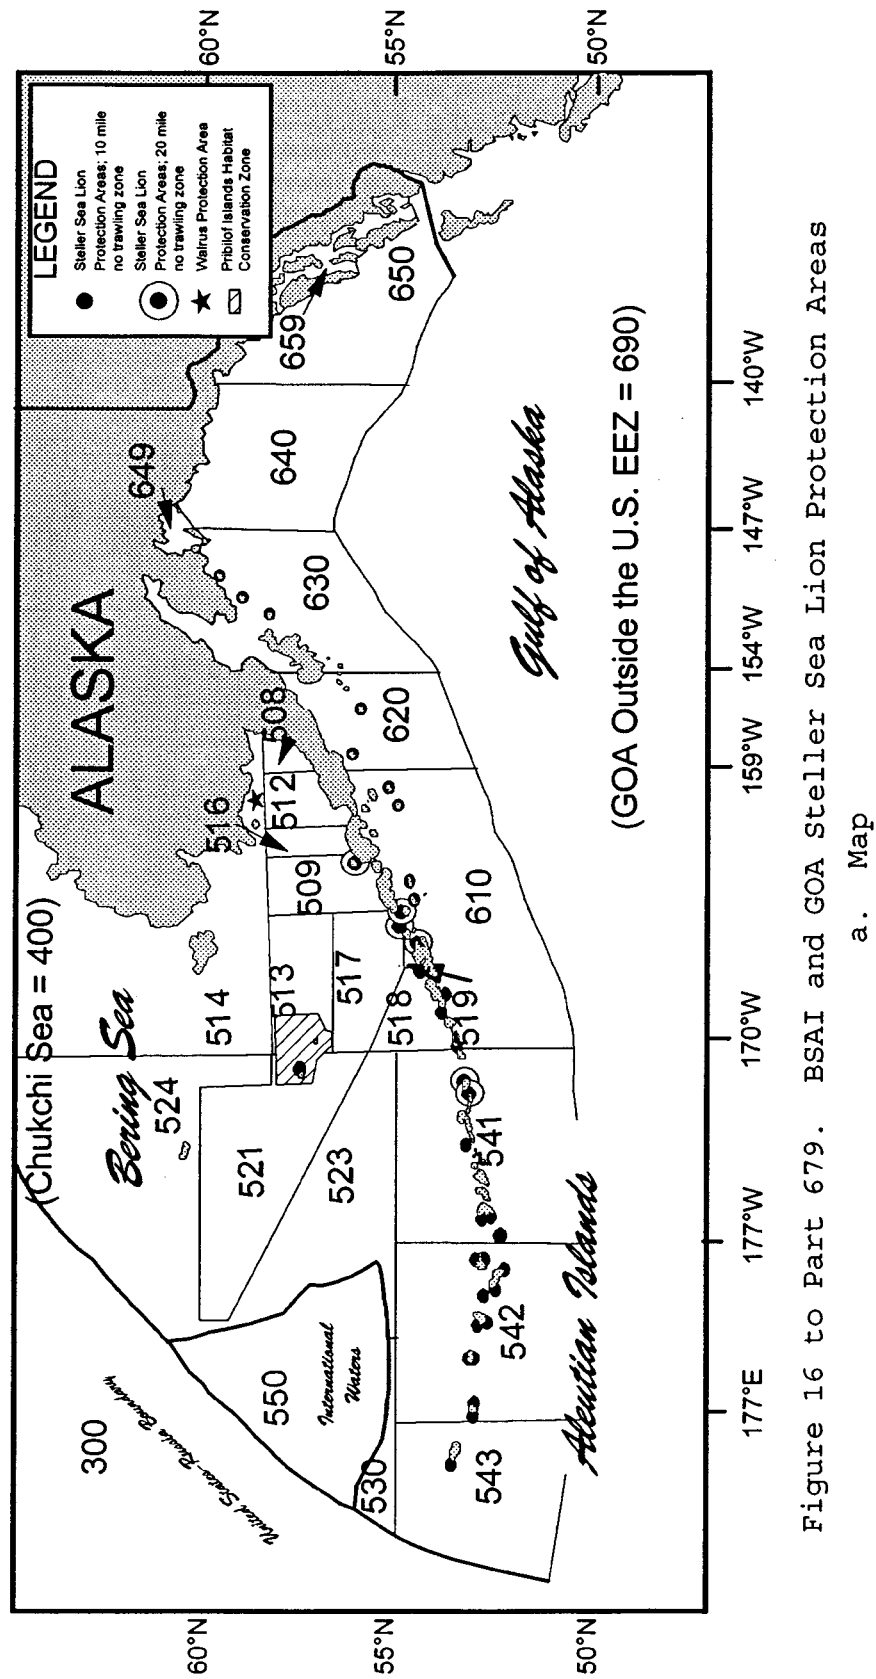 60°N
55°N
50°N
LEGEND
Steller Sea Lion
Protection Areas; 10 mile
no trawling zone
Steller Sea Lion
Protection Areas; 20 mile
no trawling zone
Walrus Protection Area
Pribilof Islands Habitat
Conservation Zone
ALASKA
(Chukchi Sea = 400)
Bering Sea
Gulf of Alaska
(GOA Outside the U.S. EEZ = 690)
Aleutian Islands
International
Waters
United States-Russia Boundary
300
550
530
543
542
541
524
521
523
514
513
517
518
519
509
516
512
508
610
620
630
649
640
659
650
177°E
177°W
170°W
159°W
154°W
147°W
140°W
60°N
55°N
50°N
Figure 16 to Part 679. BSAI and GOA Steller Sea Lion Protection Areas
a. Map